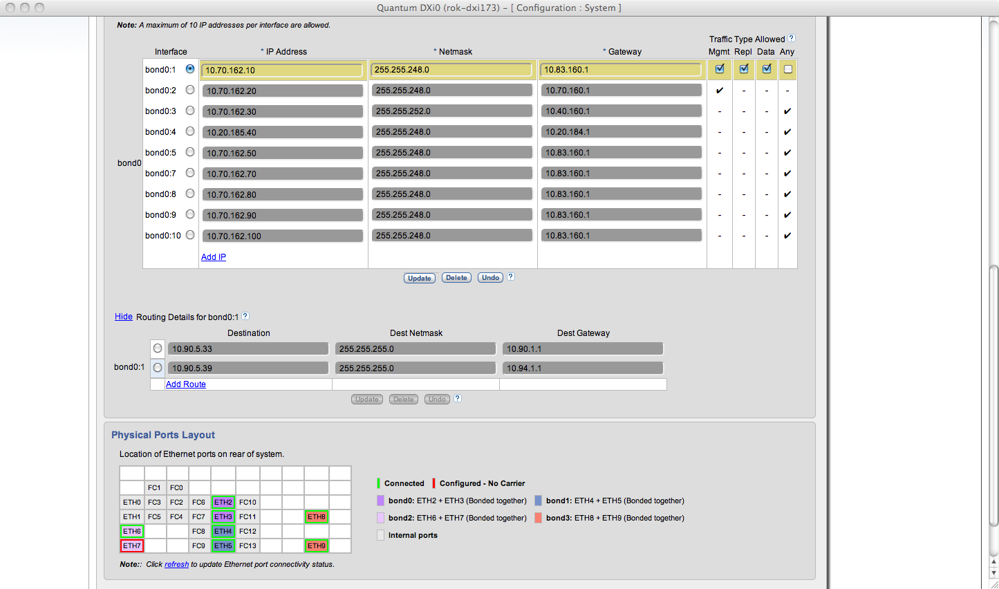 Quantum DXi0 (rok-dxi173) – [ Configuration : System ]
Note: A maximum of 10 IP addresses per interface are allowed.
Traffic Type Allowed ?
Interface * IP Address * Netmask * Gateway Mgmt Repl Data Any
bond0:1 10.70.162.10 255.255.248.0 10.83.160.1
bond0:2 10.70.162.20 255.255.248.0 10.70.160.1 ✔ - - -
bond0:3 10.70.162.30 255.255.252.0 10.40.160.1 - - - ✔
bond0:4 10.20.185.40 255.255.248.0 10.20.184.1 - - - ✔
bond0:5 10.70.162.50 255.255.248.0 10.83.160.1 - - - ✔
bond0
bond0:7 10.70.162.70 255.255.248.0 10.83.160.1 - - - ✔
bond0:8 10.70.162.80 255.255.248.0 10.83.160.1 - - - ✔
bond0:9 10.70.162.90 255.255.248.0 10.83.160.1 - - - ✔
bond0:10 10.70.162.100 255.255.248.0 10.83.160.1 - - - ✔
Add IP
Update Delete Undo ?
Hide Routing Details for bond0:1 ?
Destination Dest Netmask Dest Gateway
10.90.5.33 255.255.255.0 10.90.1.1
bond0:1 10.90.5.39 255.255.255.0 10.94.1.1
Add Route
Update Delete Undo ?
Physical Ports Layout
Location of Ethernet ports on rear of system.
FC1 FC0
ETH0 FC3 FC2 FC6 ETH2 FC10
ETH1 FC5 FC4 FC7 ETH3 FC11 ETH8
ETH6 FC8 ETH4 FC12
ETH7 FC9 ETH5 FC13 ETH9
Connected Configured - No Carrier
bond0: ETH2 + ETH3 (Bonded together) bond1: ETH4 + ETH5 (Bonded together)
bond2: ETH6 + ETH7 (Bonded together) bond3: ETH8 + ETH9 (Bonded together)
Internal ports
Note:: Click refresh to update Ethernet port connectivity status.